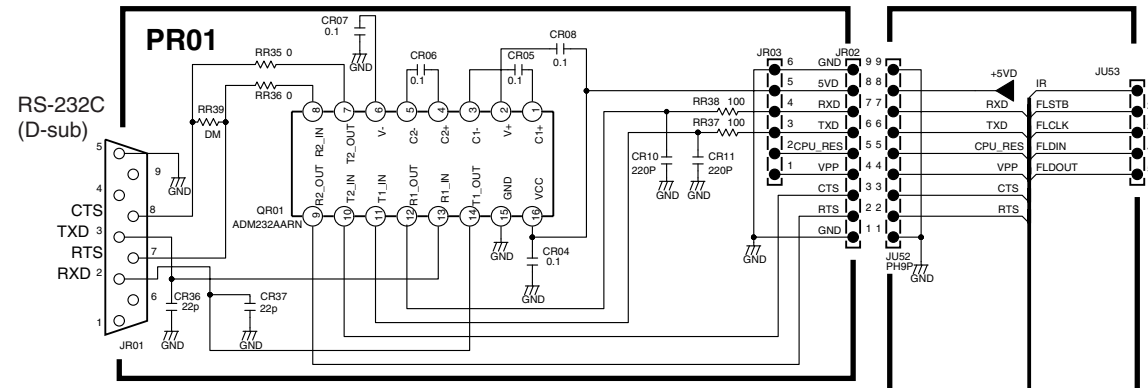 PR01
RS-232C
(D-sub)
CR07
0.1
GND
RR35 0
RR36 0
RR39
DM
CR06
0.1
CR05
0.1
CR08
0.1
GND
8 7 6 5 4 3 2 1
R2_IN T2_OUT V- C2- C2+ C1- V+ C1+
R2_OUT T2_IN T1_IN R1_OUT R1_IN T1_OUT GND VCC
9 10 11 12 13 14 15 16
QR01
ADM232AARN
GND
CR04
0.1
GND
5
9
4
CTS 8
TXD 3
RTS 7
RXD 2
6
1
JR01
GND
CR36
22p
GND
CR37
22p
GND
RR38 100
RR37 100
CR10
220P
GND
CR11
220P
GND
JR03
6
5
4
3
2
1
GND
JR02
GND 9 9
5VD 8 8
RXD 7 7
TXD 6 6
CPU_RES 5 5
VPP 4 4
CTS 3 3
RTS 2 2
GND 1 1
JU52
PH9P
GND
+5VD
RXD
TXD
CPU_RES
VPP
CTS
RTS
JU53
IR
FLSTB
FLCLK
FLDIN
FLDOUT